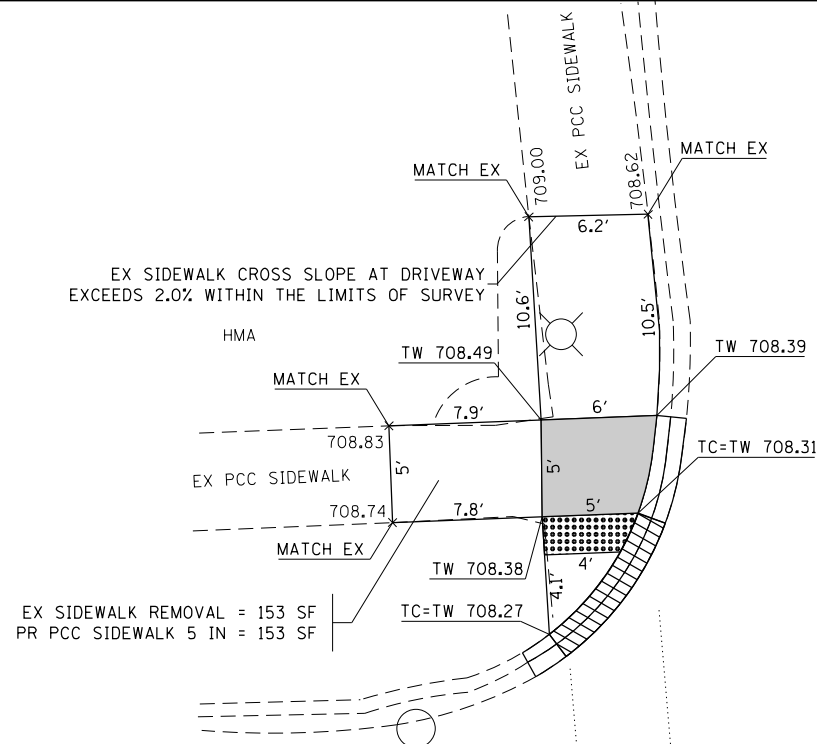 EX PCC SIDEWALK
709.00
708.62
MATCH EX
MATCH EX
6.2'
EX SIDEWALK CROSS SLOPE AT DRIVEWAY
EXCEEDS 2.0% WITHIN THE LIMITS OF SURVEY
10.6'
10.5'
HMA
TW 708.49
TW 708.39
MATCH EX
7.9'
6'
708.83
TC=TW 708.31
EX PCC SIDEWALK
5'
5'
708.74
7.8'
5'
MATCH EX
TW 708.38
4'
4.1'
EX SIDEWALK REMOVAL = 153 SF
PR PCC SIDEWALK 5 IN = 153 SF
TC=TW 708.27